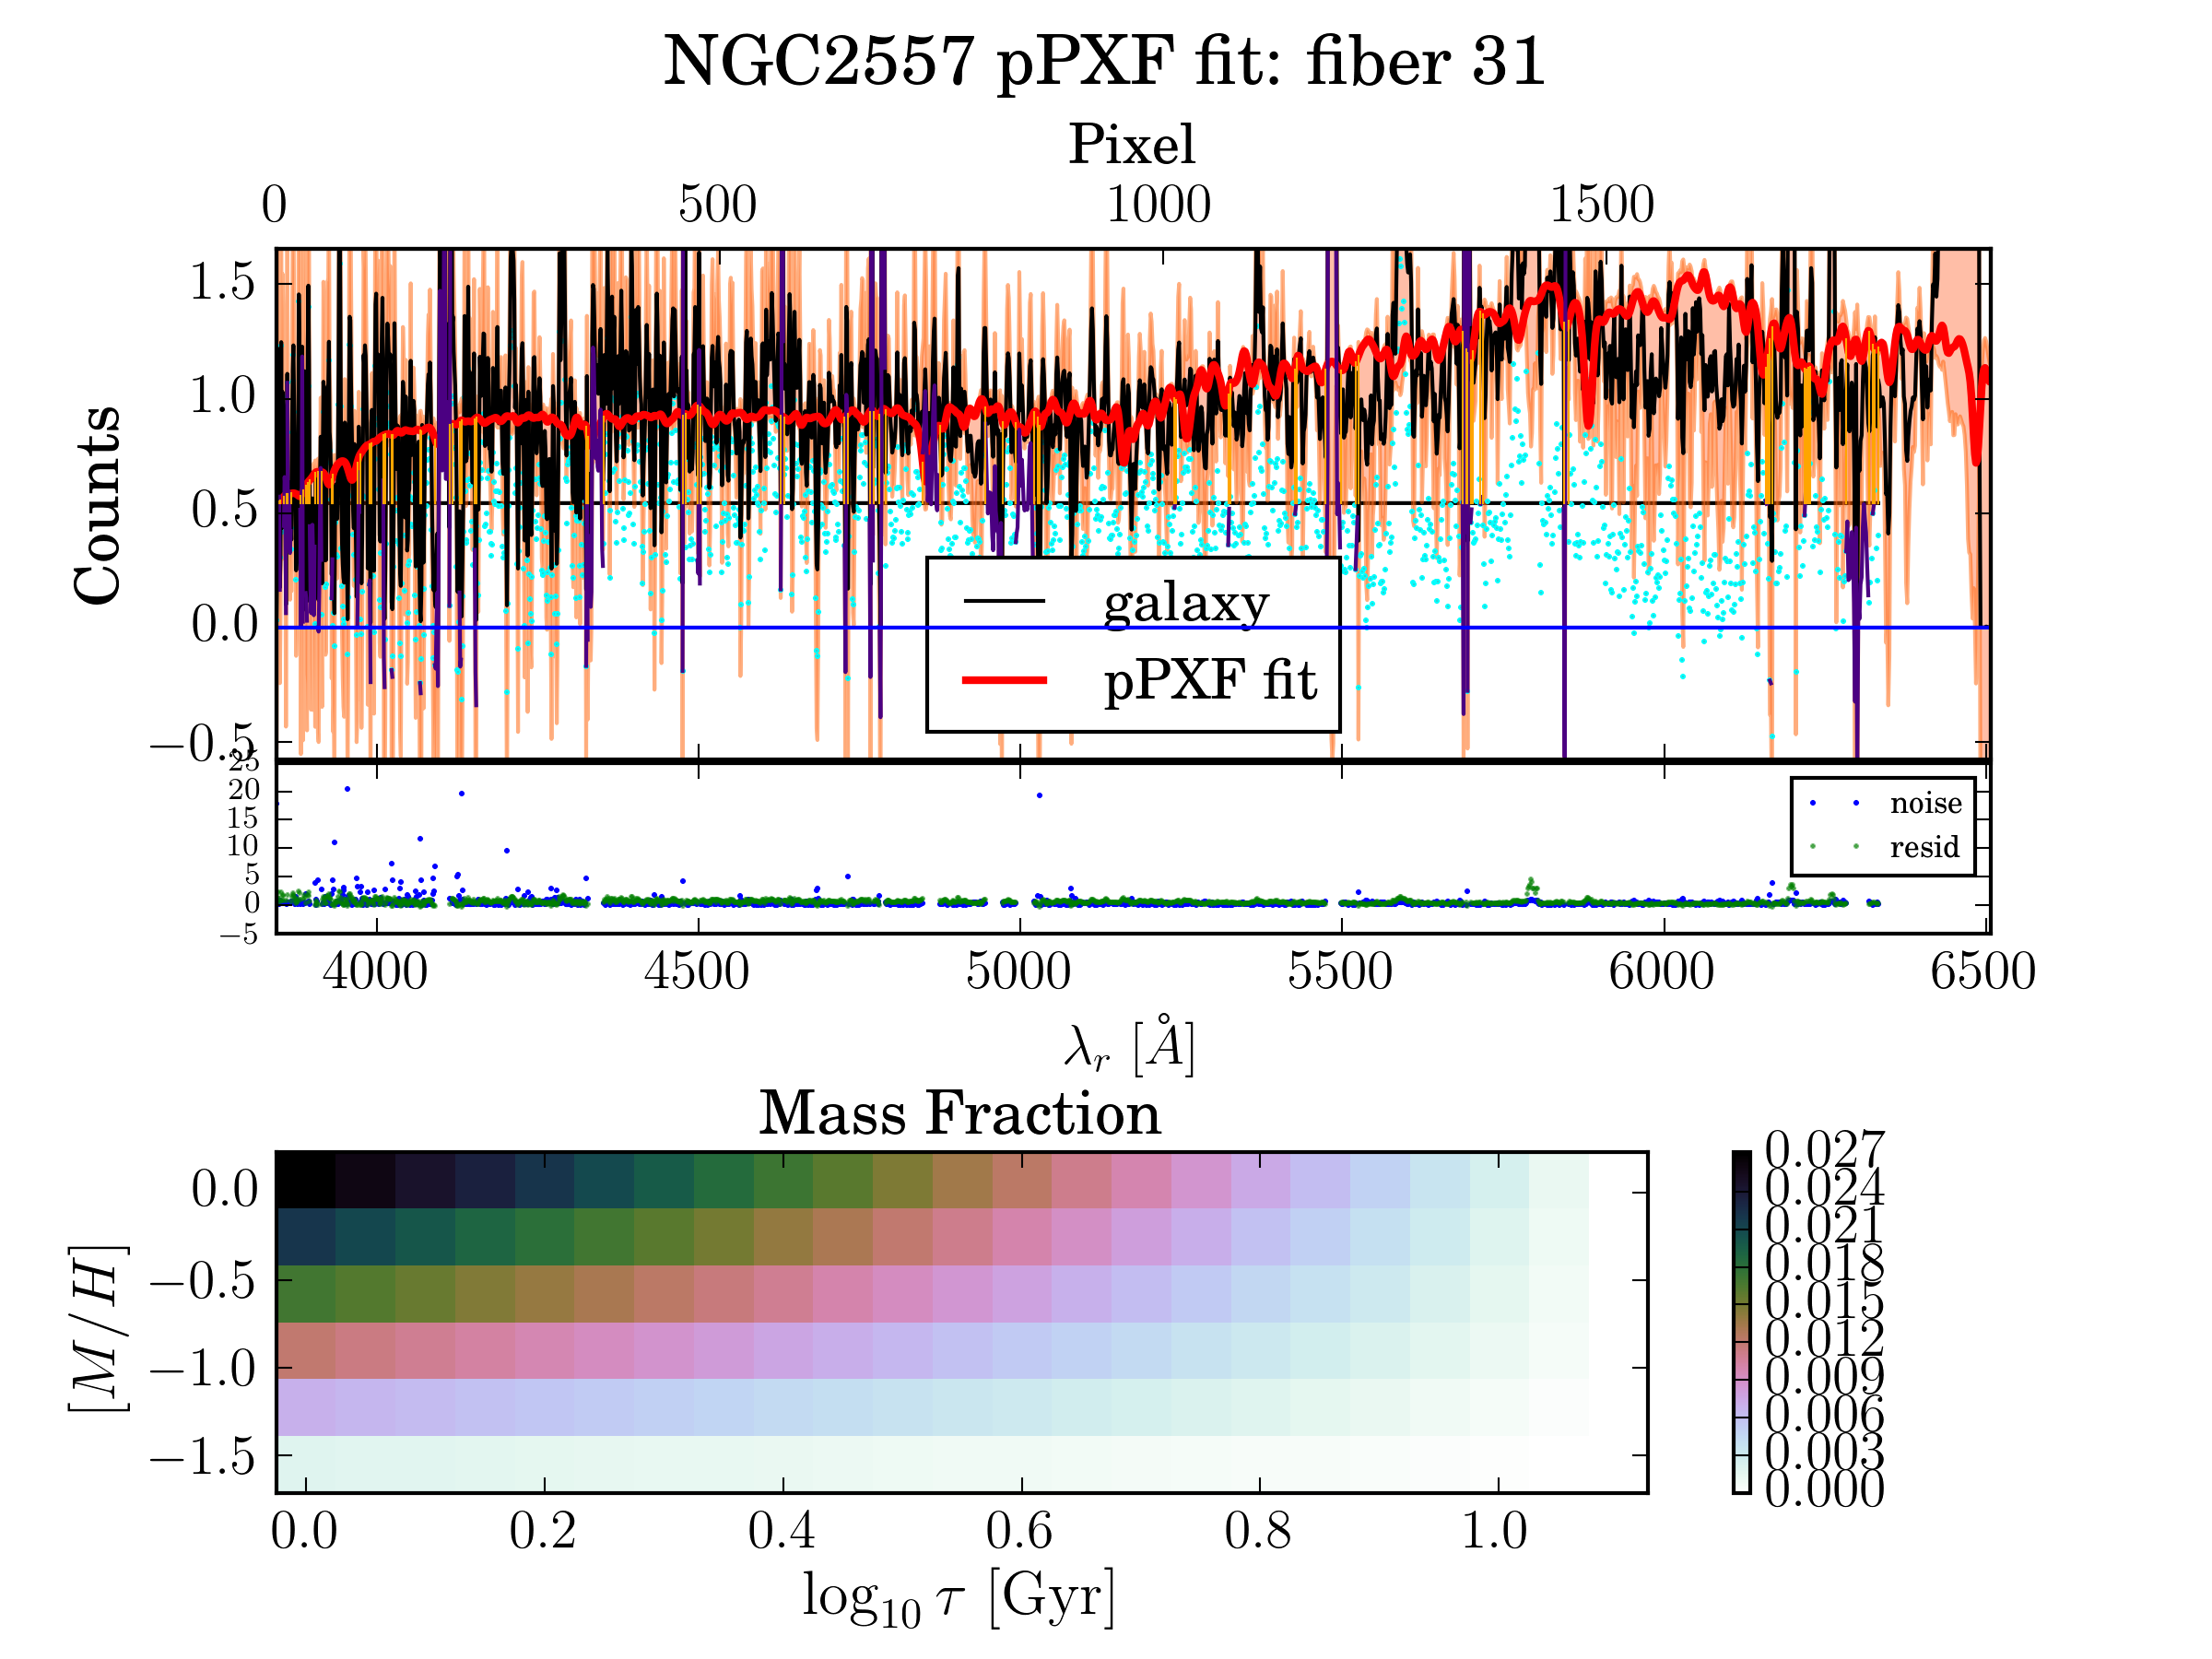 NGC2557 pPXF fit: fiber 31
Pixel
0 500 1000 1500
Counts
1.5
1.0
0.5
0.0
−0.5
galaxy
pPXF fit
25
20
15
10
5
0
−5
noise
resid
4000 4500 5000 5500 6000 6500
λr [Å]
Mass Fraction
[M/H]
0.0
−0.5
−1.0
−1.5
0.0 0.2 0.4 0.6 0.8 1.0
log10 τ [Gyr]
0.027
0.024
0.021
0.018
0.015
0.012
0.009
0.006
0.003
0.000